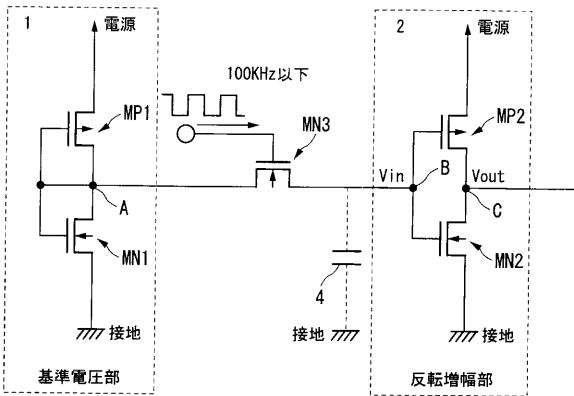 1
電源
MP1
A
MN1
接地
基準電圧部
100KHz以下
MN3
4
接地
2
電源
MP2
Vin
B
Vout
C
MN2
接地
反転増幅部